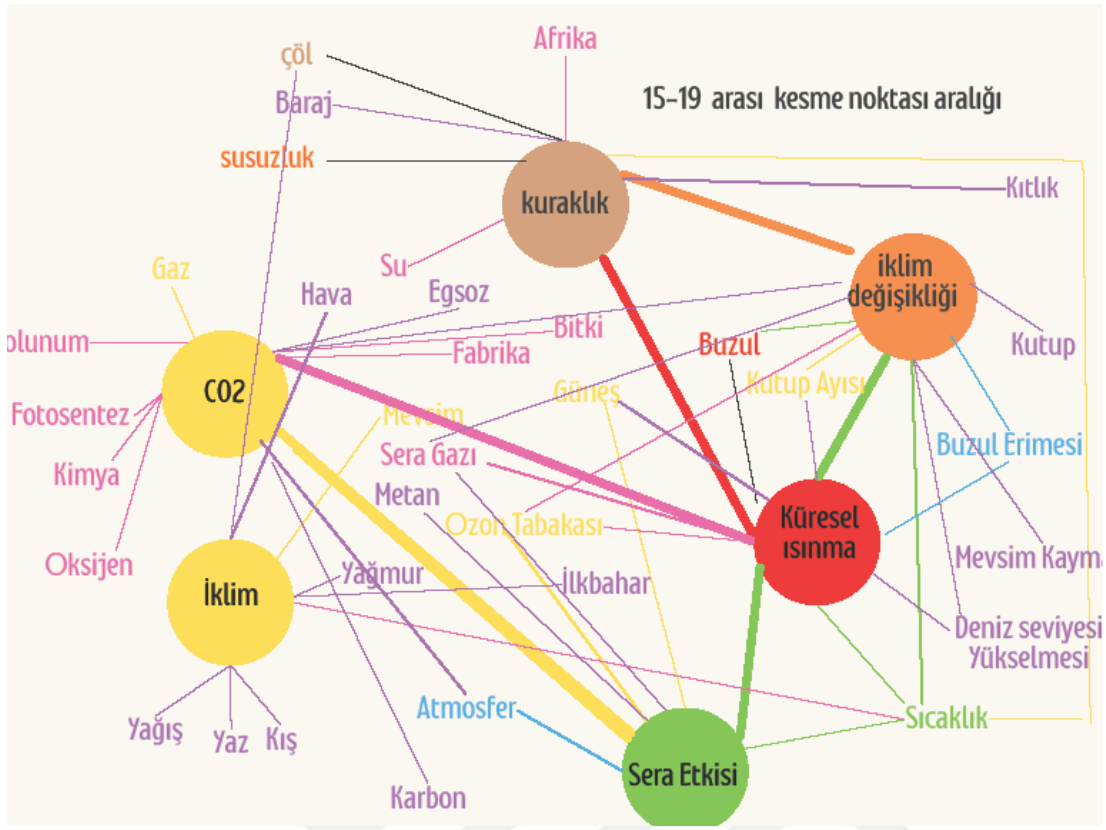 Afrika
çöl
Baraj
15-19 arası kesme noktası aralığı
susuzluk
kuraklık
Kıtlık
Su
Gaz
Hava
Egsoz
iklim
değişikliği
olunum
Bitki
Fabrika
Buzul
Kutup
CO2
Kutup Ayısı
Güneş
Fotosentez
Mevsim
Sera Gazı
Buzul Erimesi
Kimya
Metan
Ozon Tabakası
Küresel
ısınma
Oksijen
Yağmur
İlkbahar
Mevsim Kayma
İklim
Deniz seviyesi
Yükselmesi
Atmosfer
Sıcaklık
Yağış
Yaz
Kış
Sera Etkisi
Karbon